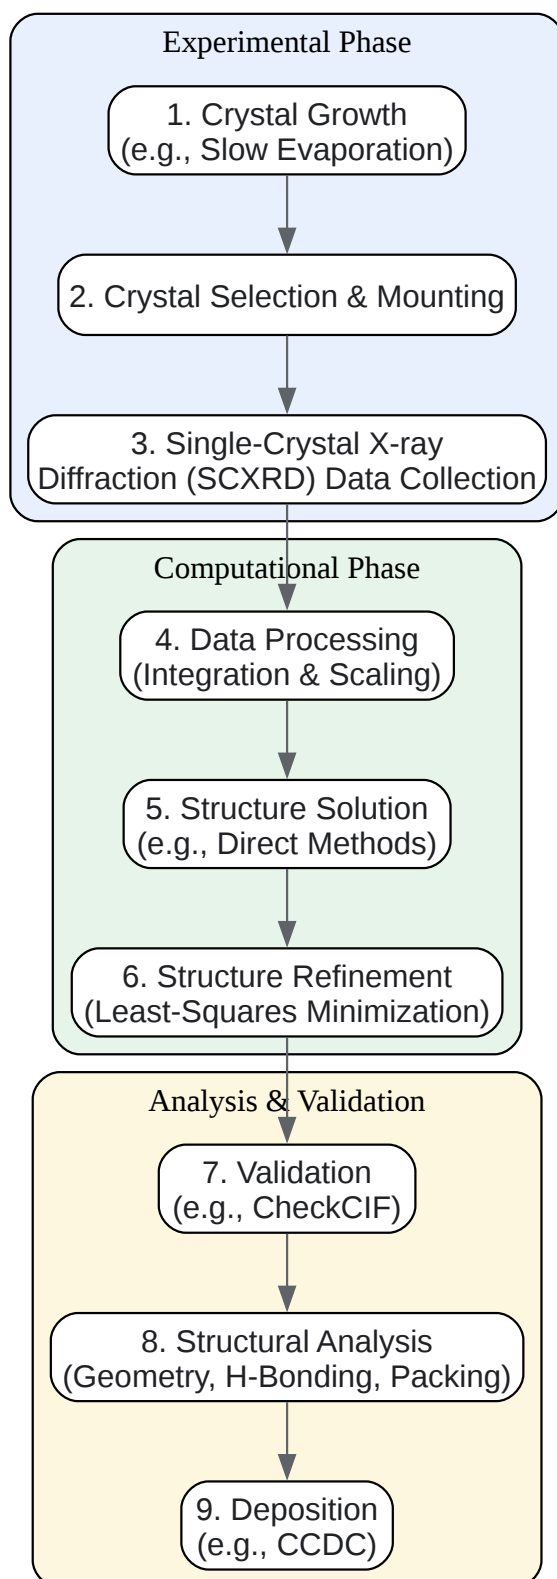 Experimental Phase
1. Crystal Growth
(e.g., Slow Evaporation)
2. Crystal Selection & Mounting
3. Single-Crystal X-ray
Diffraction (SCXRD) Data Collection
Computational Phase
4. Data Processing
(Integration & Scaling)
5. Structure Solution
(e.g., Direct Methods)
6. Structure Refinement
(Least-Squares Minimization)
Analysis & Validation
7. Validation
(e.g., CheckCIF)
8. Structural Analysis
(Geometry, H-Bonding, Packing)
9. Deposition
(e.g., CCDC)